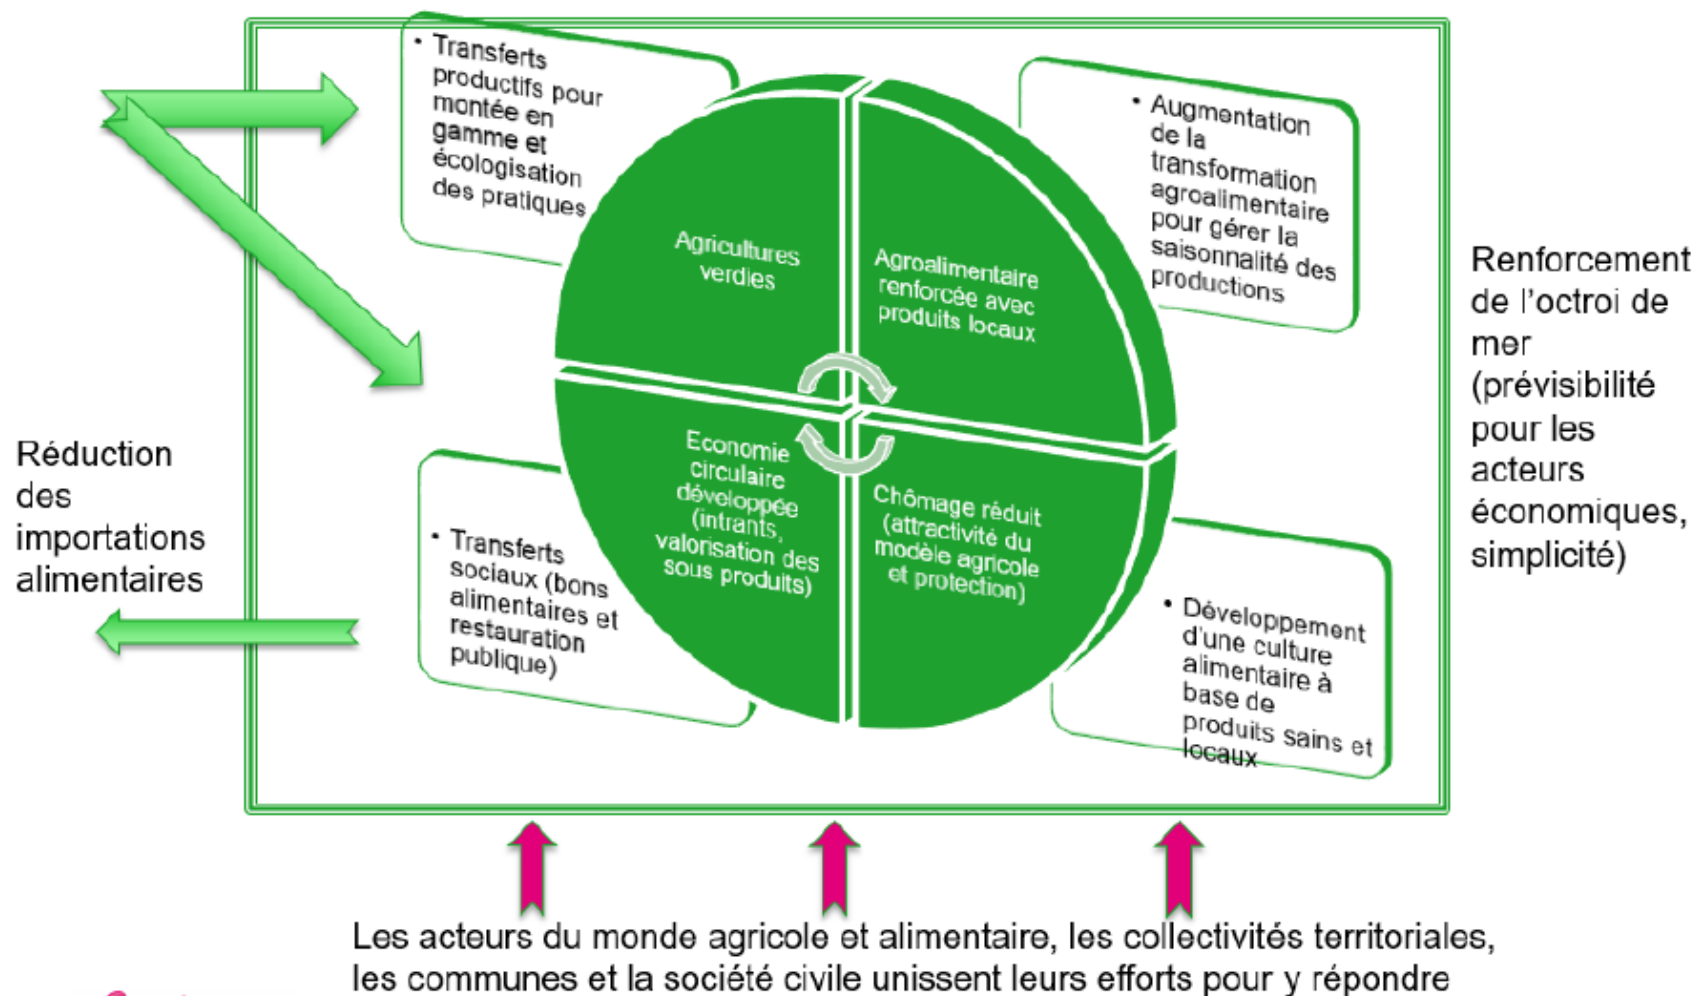 • Transferts
productifs pour
montée en
gamme et
écologisation
des pratiques
• Augmentation
de la
transformation
agroalimentaire
pour gérer la
saisonnalité des
productions
Agricultures
verdies
Agroalimentaire
renforcée avec
produits locaux
Economie
circulaire
développée
(intrants,
valorisation des
sous produits)
Chômage réduit
(attractivité du
modèle agricole
et protection)
• Transferts
sociaux (bons
alimentaires et
restauration
publique)
• Développement
d'une culture
alimentaire à
base de
produits sains et
locaux
Réduction
des
importations
alimentaires
Renforcement
de l'octroi de
mer
(prévisibilité
pour les
acteurs
économiques,
simplicité)
Les acteurs du monde agricole et alimentaire, les collectivités territoriales,
les communes et la société civile unissent leurs efforts pour y répondre